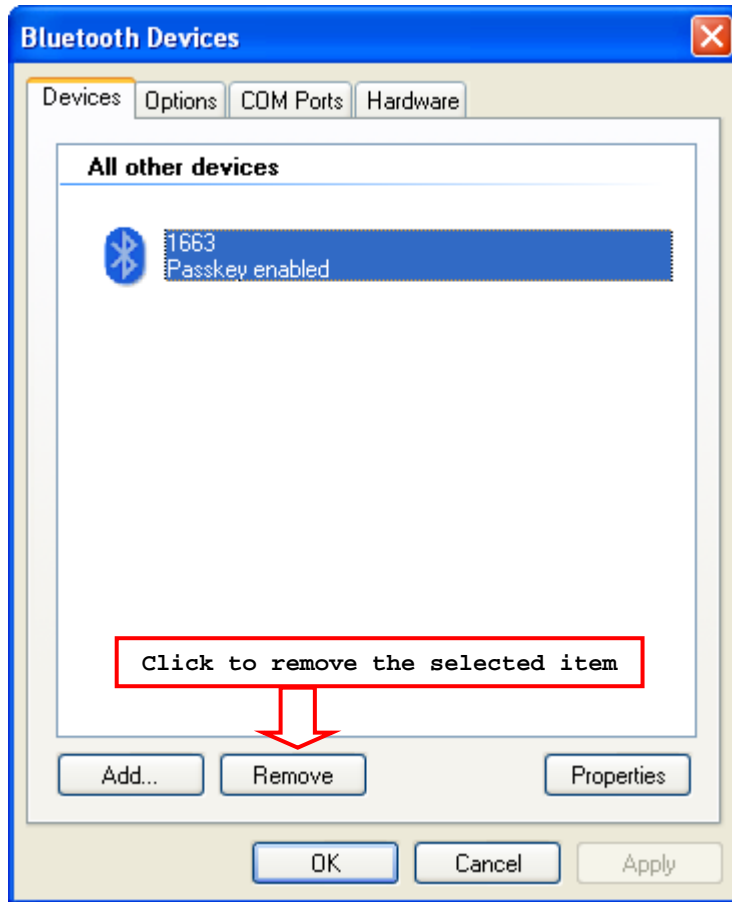 Bluetooth Devices
Devices Options COM Ports Hardware
All other devices
1663
Passkey enabled
Click to remove the selected item
Add... Remove Properties
OK Cancel Apply